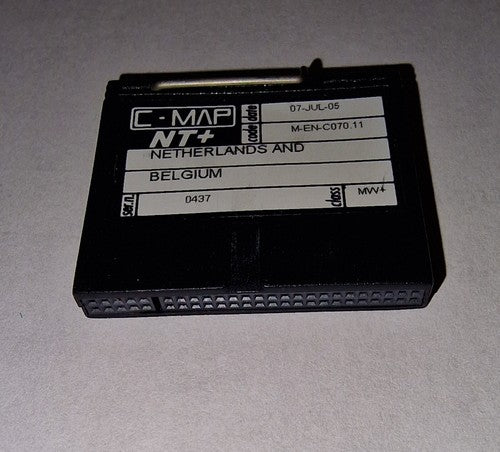 C-MAP
NT+
date 07-JUL-05
code M-EN-C070.11
NETHERLANDS AND
BELGIUM
ser.n. 0437
class MW+